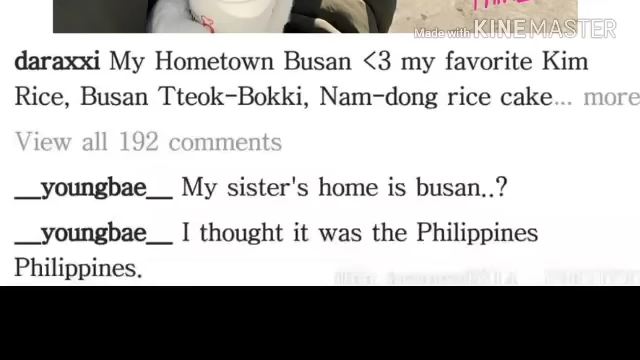 Made with KINEMASTER
daraxxi My Hometown Busan <3 my favorite Kim
Rice, Busan Tteok-Bokki, Nam-dong rice cake... more
View all 192 comments
__youngbae__ My sister's home is busan..?
__youngbae__ I thought it was the Philippines
Philippines.